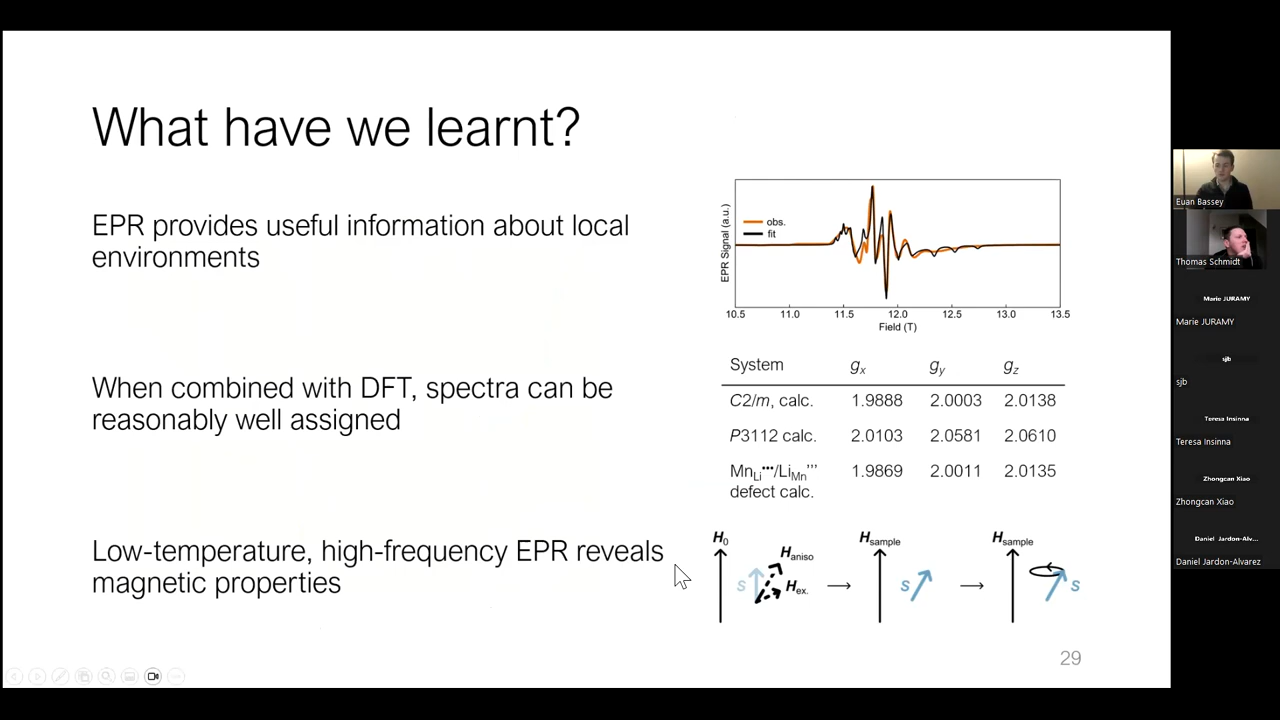 What have we learnt?
EPR provides useful information about local
environments
When combined with DFT, spectra can be
reasonably well assigned
Low-temperature, high-frequency EPR reveals
magnetic properties
EPR Signal (a.u.)
obs.
fit
10.5 11.0 11.5 12.0 12.5 13.0 13.5
Field (T)
System gx gy gz
C2/m, calc. 1.9888 2.0003 2.0138
P3112 calc. 2.0103 2.0581 2.0610
MnLi•••/LiMn''' 1.9869 2.0011 2.0135
defect calc.
H0 Haniso Hex. S
Hsample S
Hsample S
29
Euan Bassey
Thomas Schmidt
Marie JURAMY
Marie JURAMY
sjb
sjb
Teresa Insinna
Teresa Insinna
Zhongcan Xiao
Zhongcan Xiao
Daniel Jardon-Alv...
Daniel Jardon-Alvarez